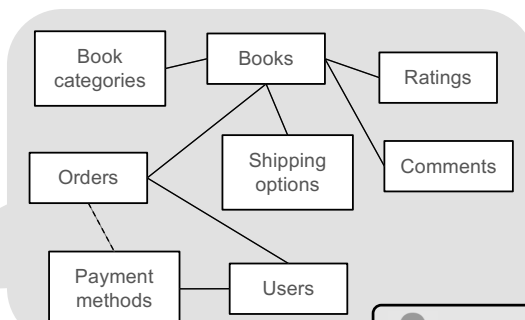 Book
categories
Books
Ratings
Orders
Shipping
options
Comments
Payment
methods
Users